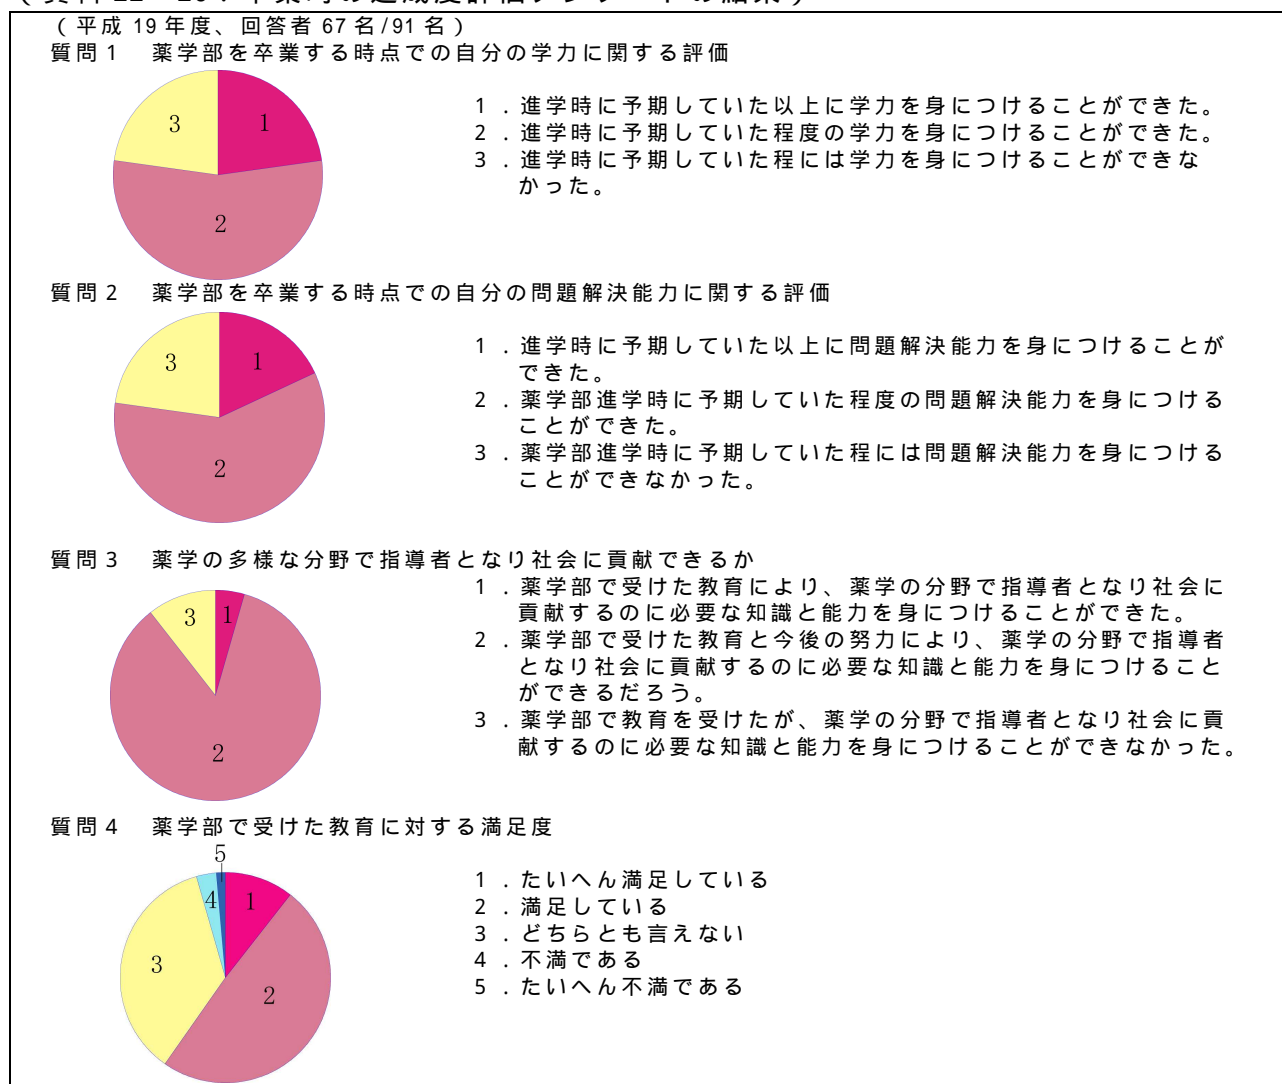 （平成 19 年度、回答者 67 名/91 名）
質問１　薬学部を卒業する時点での自分の学力に関する評価
3
1
2
１．進学時に予期していた以上に学力を身につけることができた。
２．進学時に予期していた程度の学力を身につけることができた。
３．進学時に予期していた程には学力を身につけることができな
かった。
質問２　薬学部を卒業する時点での自分の問題解決能力に関する評価
3
1
2
１．進学時に予期していた以上に問題解決能力を身につけることが
できた。
２．薬学部進学時に予期していた程度の問題解決能力を身につける
ことができた。
３．薬学部進学時に予期していた程には問題解決能力を身につける
ことができなかった。
質問３　薬学の多様な分野で指導者となり社会に貢献できるか
3
1
2
１．薬学部で受けた教育により、薬学の分野で指導者となり社会に
貢献するのに必要な知識と能力を身につけることができた。
２．薬学部で受けた教育と今後の努力により、薬学の分野で指導者
となり社会に貢献するのに必要な知識と能力を身につけること
ができるだろう。
３．薬学部で教育を受けたが、薬学の分野で指導者となり社会に貢
献するのに必要な知識と能力を身につけることができなかった。
質問４　薬学部で受けた教育に対する満足度
5
4
1
3
2
１．たいへん満足している
２．満足している
３．どちらとも言えない
４．不満である
５．たいへん不満である